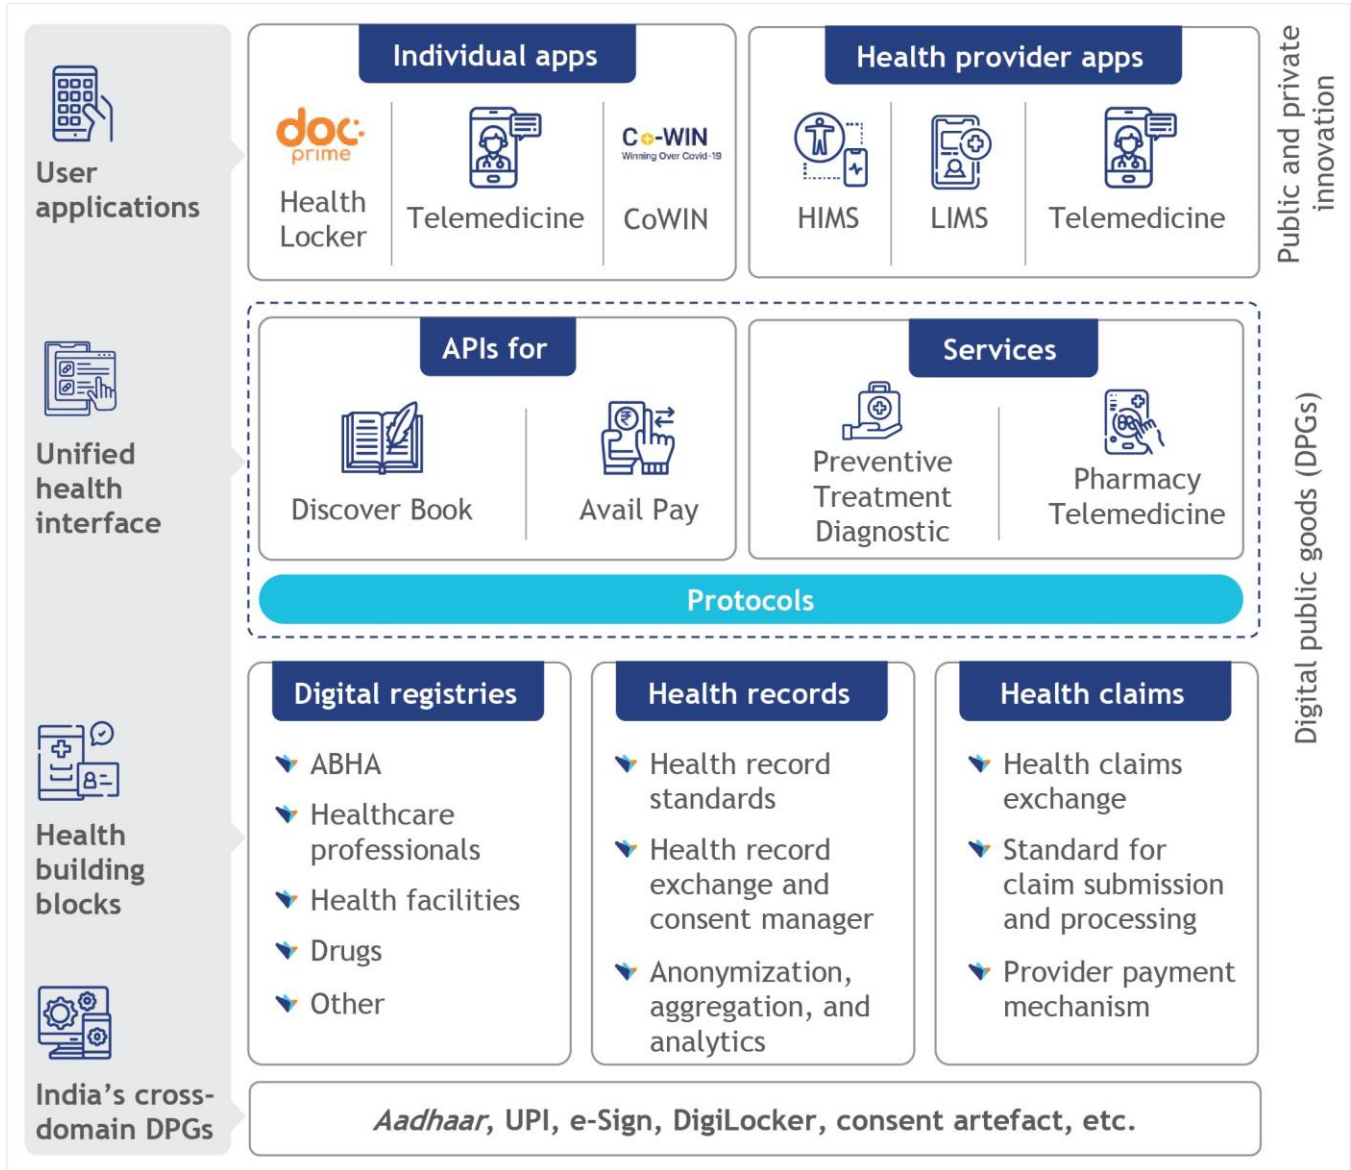 User
applications
Individual apps
doc
prime
Health
Locker
Telemedicine
Co-WIN
Winning Over Covid-19
CoWIN
Health provider apps
HIMS
LIMS
Telemedicine
Public and private
innovation
Unified
health
interface
APIs for
Discover Book
₹
Avail Pay
Services
Preventive
Treatment
Diagnostic
Pharmacy
Telemedicine
Protocols
Digital public goods (DPGs)
Health
building
blocks
Digital registries
ABHA
Healthcare
professionals
Health facilities
Drugs
Other
Health records
Health record
standards
Health record
exchange and
consent manager
Anonymization,
aggregation, and
analytics
Health claims
Health claims
exchange
Standard for
claim submission
and processing
Provider payment
mechanism
India’s cross-
domain DPGs
Aadhaar, UPI, e-Sign, DigiLocker, consent artefact, etc.